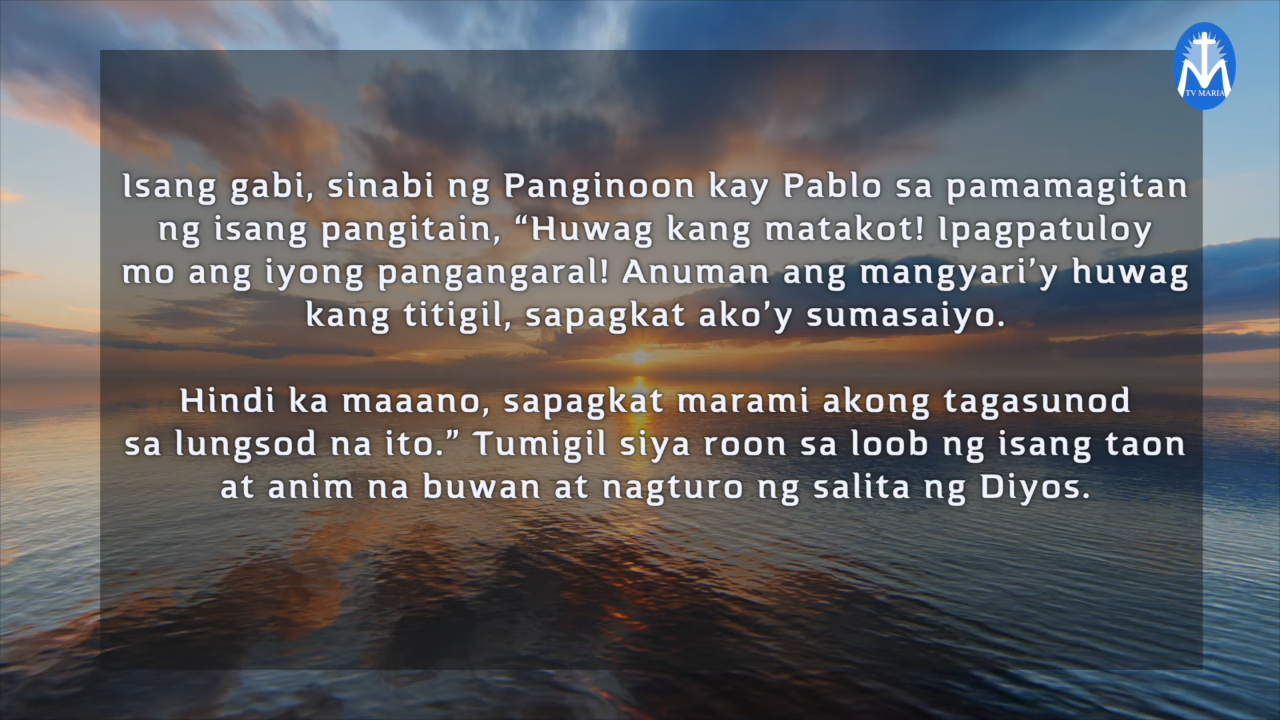 TV MARIA
Isang gabi, sinabi ng Panginoon kay Pablo sa pamamagitan
ng isang pangitain, “Huwag kang matakot! Ipagpatuloy
mo ang iyong pangangaral! Anuman ang mangyari’y huwag
kang titigil, sapagkat ako’y sumasaiyo.
Hindi ka maaano, sapagkat marami akong tagasunod
sa lungsod na ito.” Tumigil siya roon sa loob ng isang taon
at anim na buwan at nagturo ng salita ng Diyos.